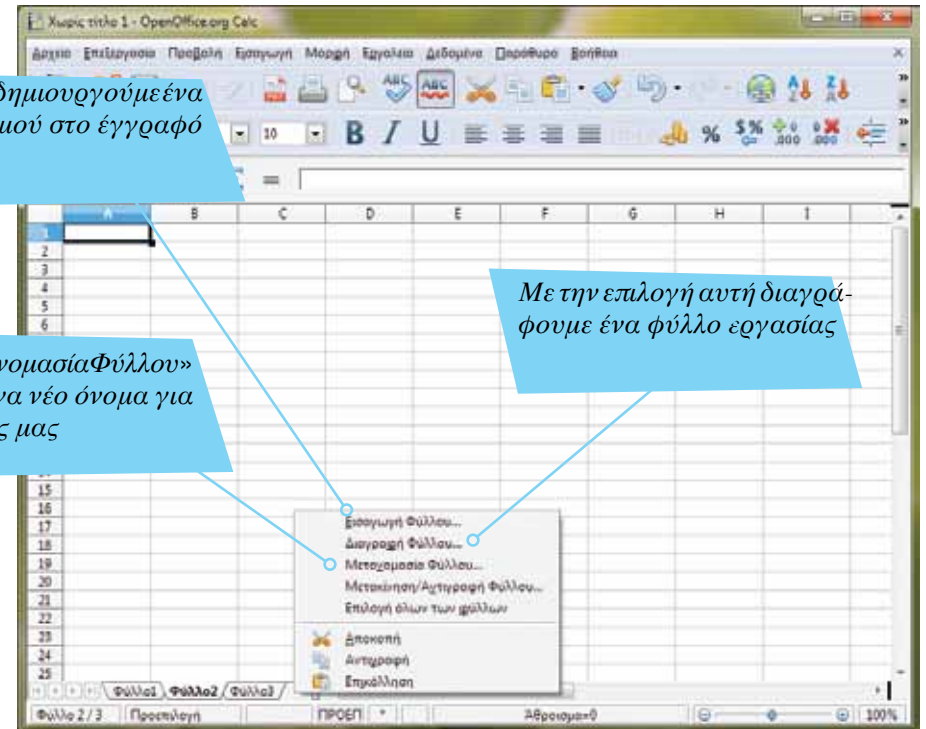 Χωρίς τίτλο 1 - OpenOffice.org Calc
Αρχείο Επεξεργασία Προβολή Εισαγωγή Μορφή Εργαλεία Δεδομένα Παράθυρο Βοήθεια
δημιουργούμε ένα
μού στο έγγραφό
10
B I U
A B C D E F G H I
1
2
3
4
5
6
Με την επιλογή αυτή διαγρά-
φουμε ένα φύλλο εργασίας
νομασία Φύλλου»
να νέο όνομα για
ς μας
15
16
17
18
19
20
21
22
23
24
25
Εισαγωγή Φύλλου...
Διαγραφή Φύλλου...
Μετονομασία Φύλλου...
Μετακίνηση/Αντιγραφή Φύλλου...
Επιλογή όλων των φύλλων
Αποκοπή
Αντιγραφή
Επικόλληση
Φύλλο1 Φύλλο2 Φύλλο3
Φύλλο 2 / 3 Προεπιλογή ΠΡΟΕΠ * Άθροισμα=0 100%